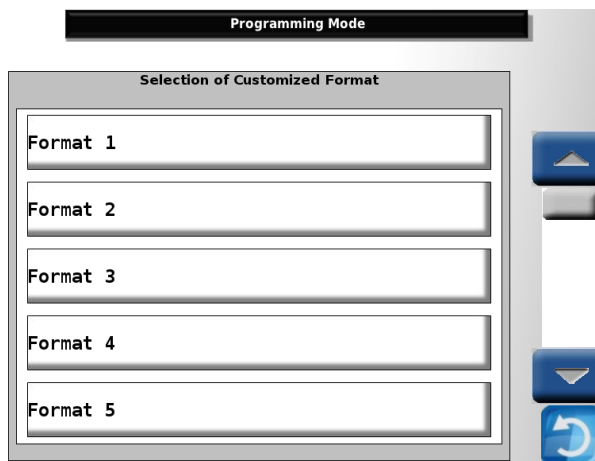 Programming Mode
Selection of Customized Format
Format 1
Format 2
Format 3
Format 4
Format 5